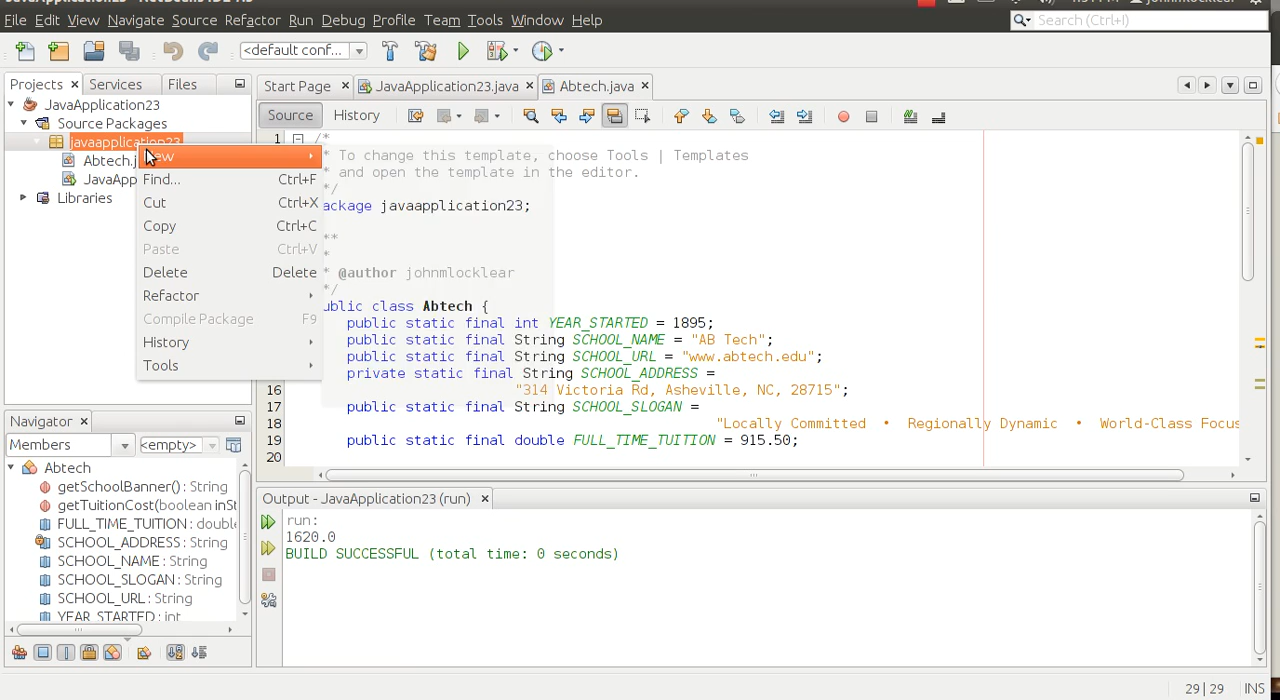 File Edit View Navigate Source Refactor Run Debug Profile Team Tools Window Help
Search (Ctrl+I)
<default conf...
Projects Services Files
Start Page JavaApplication23.java Abtech.java
JavaApplication23
Source Packages
javaapplication23
Abtech.j
JavaApp
Libraries
New
Find... Ctrl+F
Cut Ctrl+X
Copy Ctrl+C
Paste Ctrl+V
Delete Delete
Refactor
Compile Package F9
History
Tools
Source History
1 /*
* To change this template, choose Tools | Templates
* and open the template in the editor.
*/
ackage javaapplication23;
**
*
* @author johnmlocklear
*/
ublic class Abtech {
public static final int YEAR_STARTED = 1895;
public static final String SCHOOL_NAME = "AB Tech";
public static final String SCHOOL_URL = "www.abtech.edu";
private static final String SCHOOL_ADDRESS =
16 "314 Victoria Rd, Asheville, NC, 28715";
17 public static final String SCHOOL_SLOGAN =
18 "Locally Committed • Regionally Dynamic • World-Class Focus
19 public static final double FULL_TIME_TUITION = 915.50;
20
Navigator
Members <empty>
Abtech
getSchoolBanner() : String
getTuitionCost(boolean inSt
FULL_TIME_TUITION : double
SCHOOL_ADDRESS : String
SCHOOL_NAME : String
SCHOOL_SLOGAN : String
SCHOOL_URL : String
YEAR_STARTED : int
Output - JavaApplication23 (run)
run:
1620.0
BUILD SUCCESSFUL (total time: 0 seconds)
29|29 INS